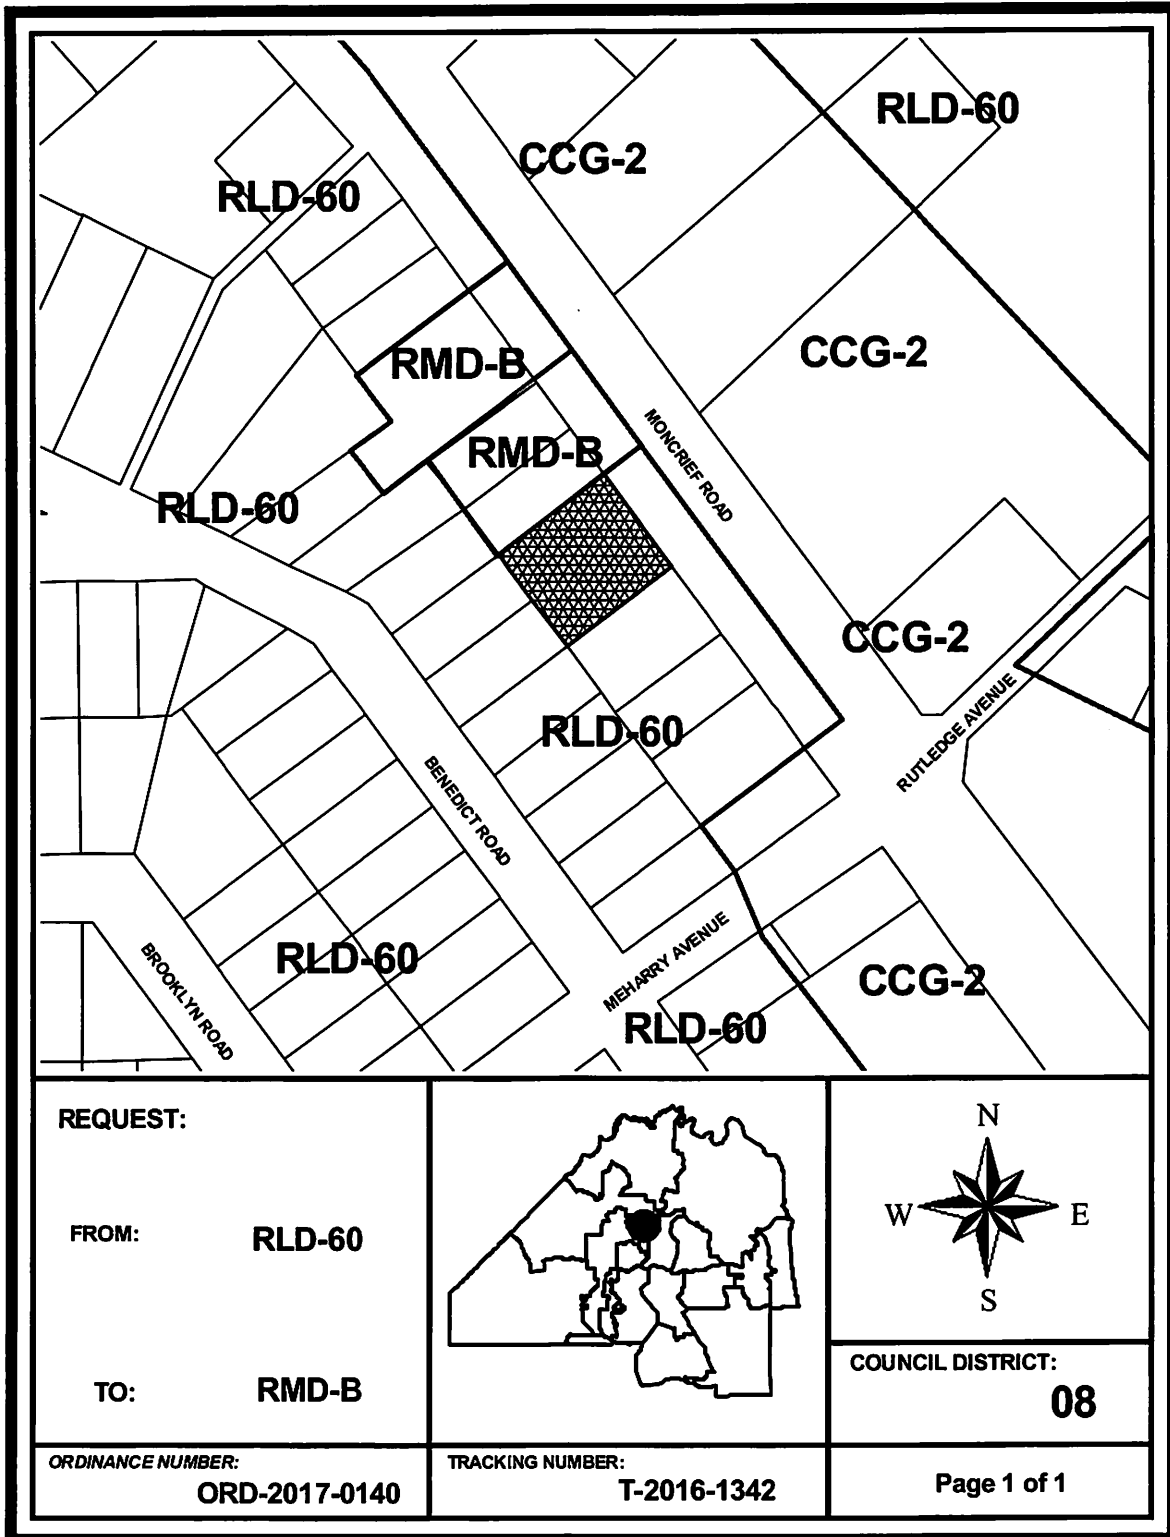 RLD-60
CCG-2
RLD-60
CCG-2
RMD-B
MONCRIEF ROAD
RMD-B
RLD-60
CCG-2
RLD-60
RUTLEDGE AVENUE
BENEDICT ROAD
MEHARRY AVENUE
BROOKLYN ROAD
RLD-60
CCG-2
RLD-60
REQUEST:
FROM: RLD-60
TO: RMD-B
N
W E
S
COUNCIL DISTRICT:
08
ORDINANCE NUMBER:
ORD-2017-0140
TRACKING NUMBER:
T-2016-1342
Page 1 of 1